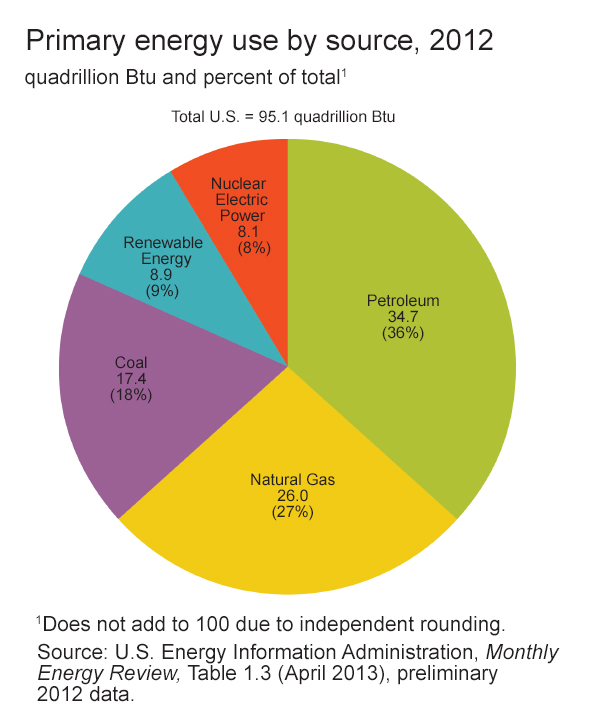 Primary energy use by source, 2012
quadrillion Btu and percent of total¹
Total U.S. = 95.1 quadrillion Btu
Nuclear
Electric
Power
8.1
(8%)
Renewable
Energy
8.9
(9%)
Petroleum
34.7
(36%)
Coal
17.4
(18%)
Natural Gas
26.0
(27%)
¹Does not add to 100 due to independent rounding.
Source: U.S. Energy Information Administration, Monthly
Energy Review, Table 1.3 (April 2013), preliminary
2012 data.